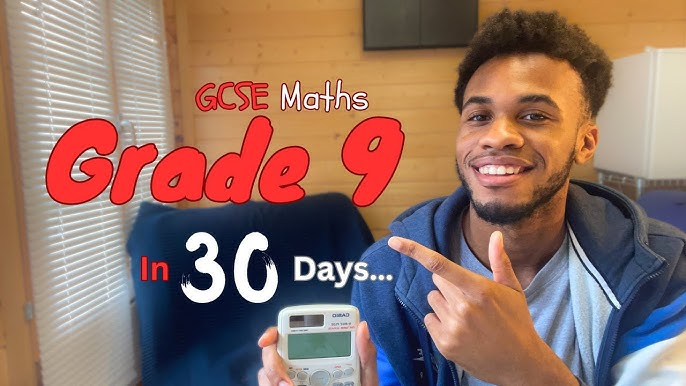 GCSE Maths
Grade 9
In 30 Days...
CASIO